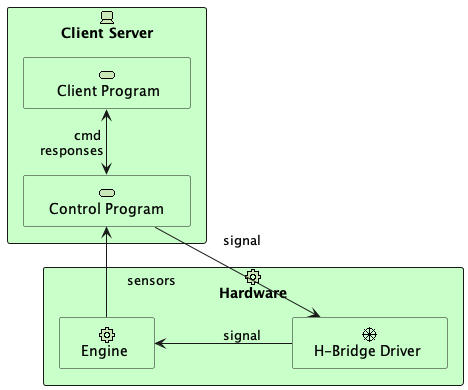 Client Server
Client Program
cmd
responses
Control Program
signal
sensors
Hardware
signal
Engine
H-Bridge Driver